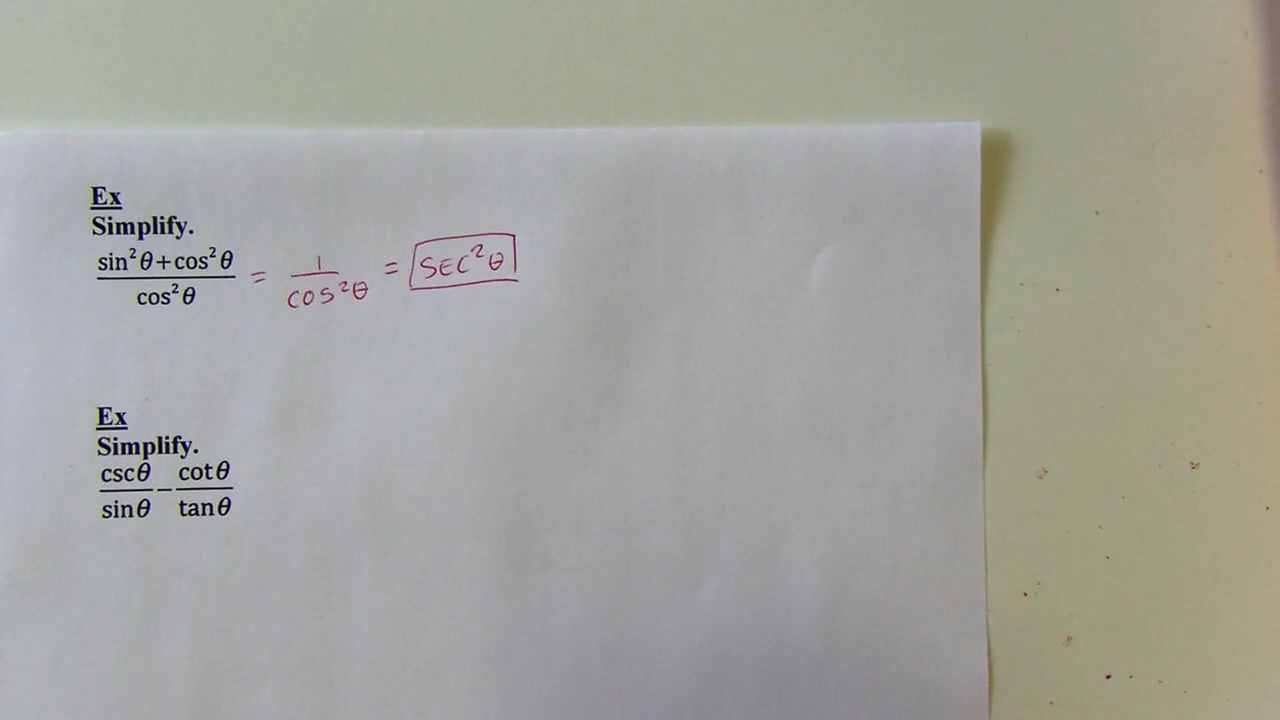 Ex
Simplify.
sin²θ+cos²θ / cos²θ = 1 / COS²θ = SEC²θ
Ex
Simplify.
cscθ / sinθ − cotθ / tanθ